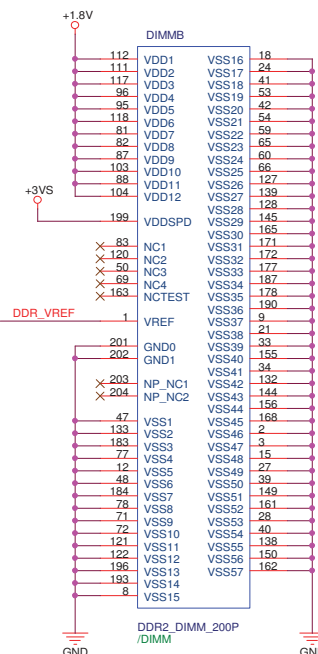 +1.8V
DIMMB
112 VDD1
111 VDD2
117 VDD3
96 VDD4
95 VDD5
118 VDD6
81 VDD7
82 VDD8
87 VDD9
103 VDD10
88 VDD11
104 VDD12
+3VS
199 VDDSPD
83 NC1
120 NC2
50 NC3
69 NC4
163 NCTEST
DDR_VREF
1 VREF
201 GND0
202 GND1
203 NP_NC1
204 NP_NC2
47 VSS1
133 VSS2
183 VSS3
77 VSS4
12 VSS5
48 VSS6
184 VSS7
78 VSS8
71 VSS9
72 VSS10
121 VSS11
122 VSS12
196 VSS13
193 VSS14
8 VSS15
VSS16 18
VSS17 24
VSS18 41
VSS19 53
VSS20 42
VSS21 54
VSS22 59
VSS23 65
VSS24 60
VSS25 66
VSS26 127
VSS27 139
VSS28 128
VSS29 145
VSS30 165
VSS31 171
VSS32 172
VSS33 177
VSS34 187
VSS35 178
VSS36 190
VSS37 9
VSS38 21
VSS39 33
VSS40 155
VSS41 34
VSS42 132
VSS43 144
VSS44 156
VSS45 168
VSS46 2
VSS47 3
VSS48 15
VSS49 27
VSS50 39
VSS51 149
VSS52 161
VSS53 28
VSS54 40
VSS55 138
VSS56 150
VSS57 162
DDR2_DIMM_200P
/DIMM
GND
GND